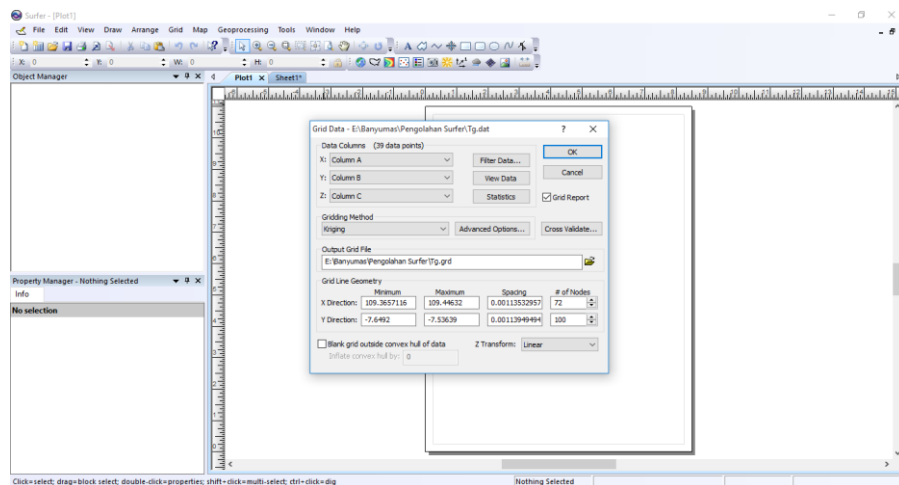 Surfer - [Plot1]
File Edit View Draw Arrange Grid Map Geoprocessing Tools Window Help
X: 0 Y: 0 W: 0 H: 0
Object Manager
Plot1 x Sheet1*
Grid Data - E:\Banyumas\Pengolahan Surfer\Tg.dat ? X
Data Columns (39 data points)
OK
X: Column A Filter Data...
Cancel
Y: Column B View Data
Z: Column C Statistics Grid Report
Gridding Method
Kriging Advanced Options... Cross Validate...
Output Grid File
E:\Banyumas\Pengolahan Surfer\Tg.grd
Grid Line Geometry
Minimum Maximum Spacing # of Nodes
X Direction: 109.3657116 109.44632 0.00113532957 72
Y Direction: -7.6492 -7.53639 0.00113949494 100
Blank grid outside convex hull of data Z Transform: Linear
Inflate convex hull by: 0
Property Manager - Nothing Selected
Info
No selection
Click=select; drag=block select; double-click=properties; shift+click=multi-select; ctrl+click=dig Nothing Selected